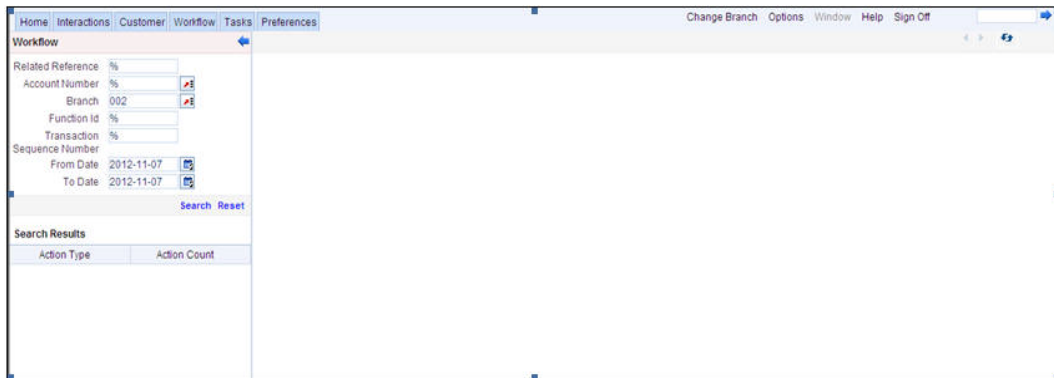 Home Interactions Customer Workflow Tasks Preferences Change Branch Options Window Help Sign Off
Workflow
Related Reference %
Account Number %
Branch 002
Function Id %
Transaction Sequence Number %
From Date 2012-11-07
To Date 2012-11-07
Search Reset
Search Results
Action Type Action Count